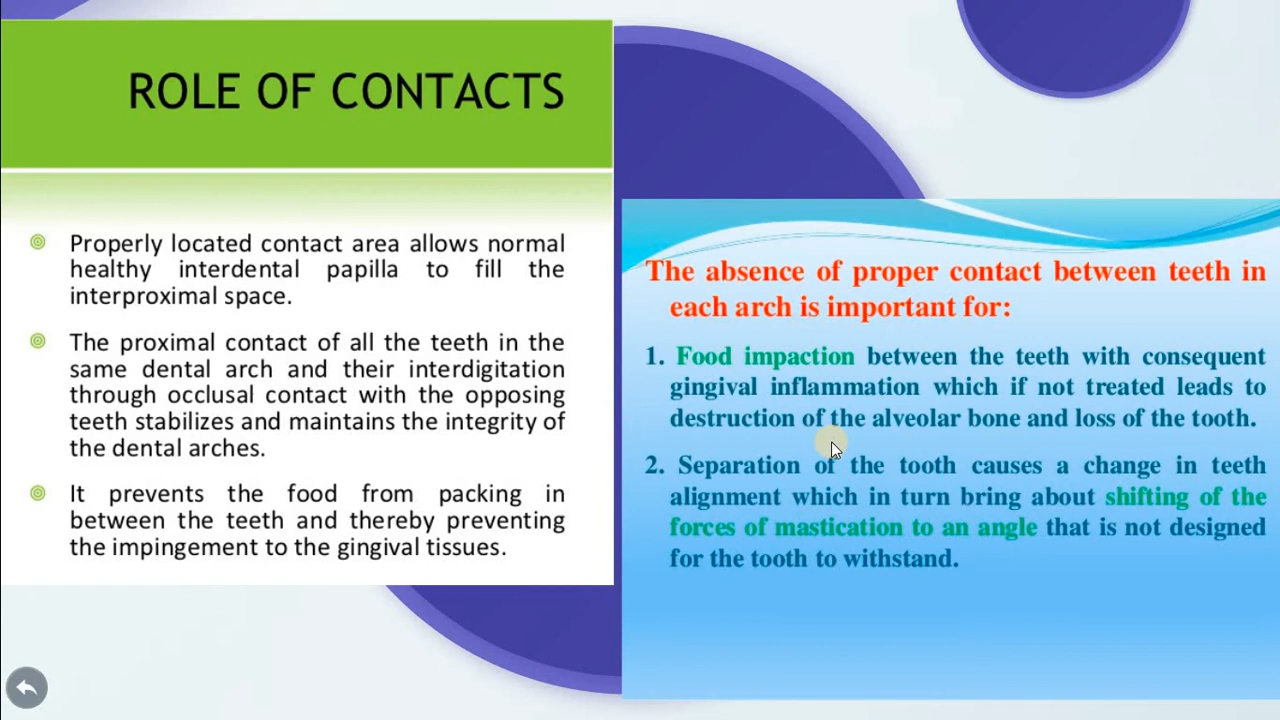 ROLE OF CONTACTS
Properly located contact area allows normal
healthy interdental papilla to fill the
interproximal space.
The proximal contact of all the teeth in the
same dental arch and their interdigitation
through occlusal contact with the opposing
teeth stabilizes and maintains the integrity of
the dental arches.
It prevents the food from packing in
between the teeth and thereby preventing
the impingement to the gingival tissues.
The absence of proper contact between teeth in
each arch is important for:
1. Food impaction between the teeth with consequent
gingival inflammation which if not treated leads to
destruction of the alveolar bone and loss of the tooth.
2. Separation of the tooth causes a change in teeth
alignment which in turn bring about shifting of the
forces of mastication to an angle that is not designed
for the tooth to withstand.